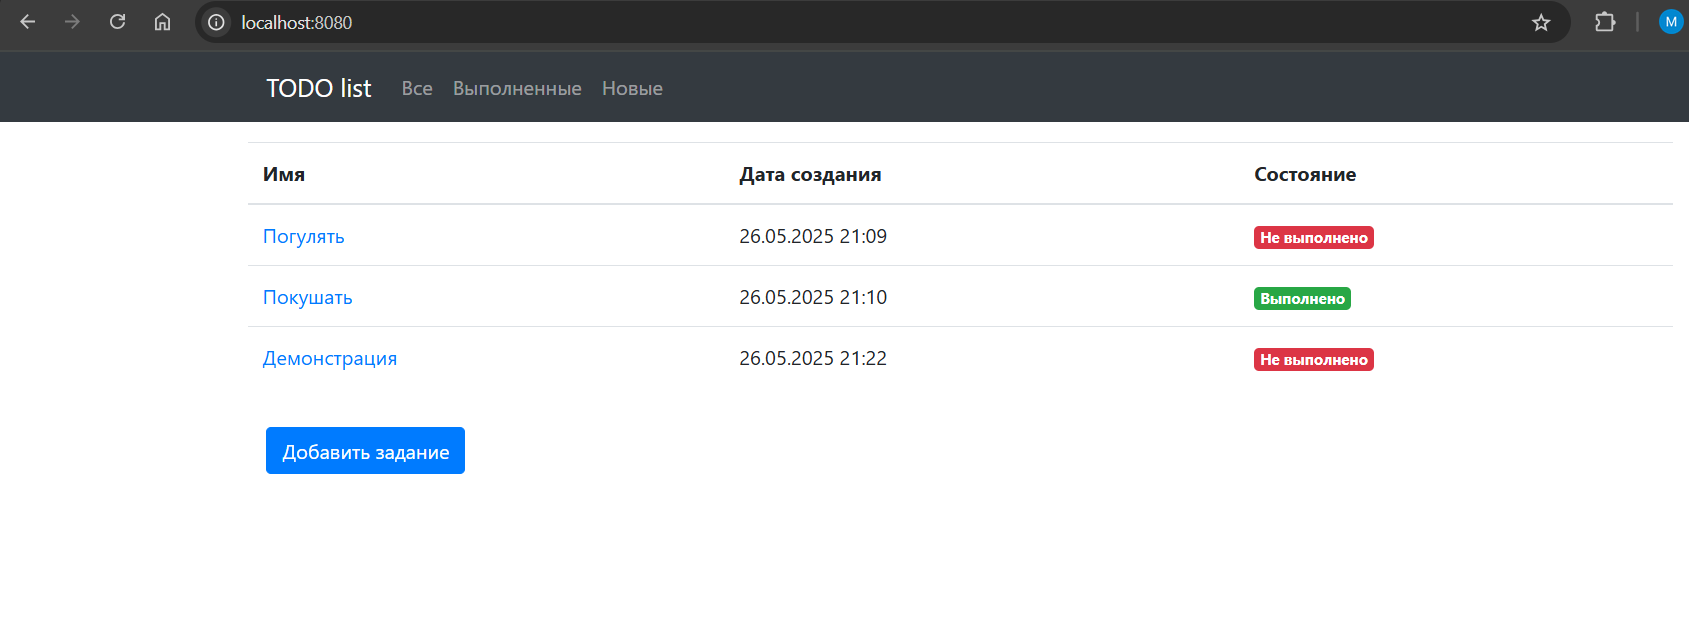 localhost:8080
M
TODO list Все Выполненные Новые
Имя Дата создания Состояние
Погулять 26.05.2025 21:09 Не выполнено
Покушать 26.05.2025 21:10 Выполнено
Демонстрация 26.05.2025 21:22 Не выполнено
Добавить задание